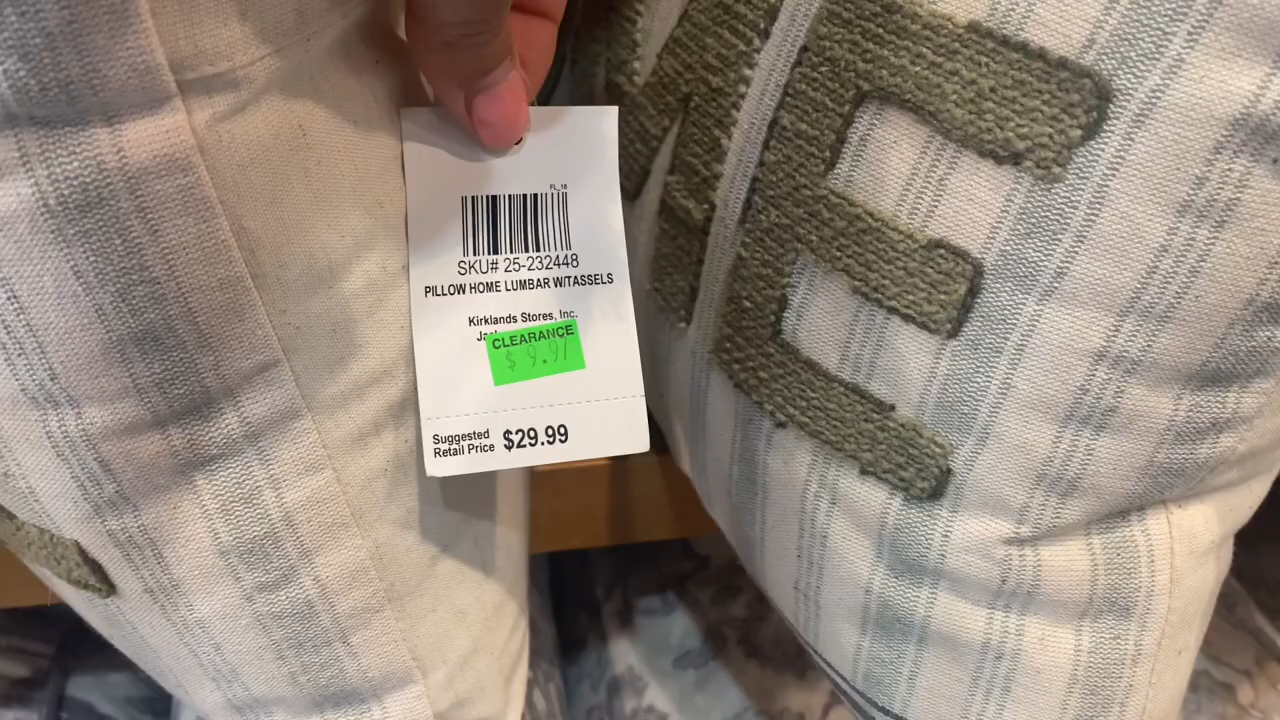 FL_18
SKU# 25-232448
PILLOW HOME LUMBAR W/TASSELS
Kirklands Stores, Inc.
CLEARANCE
$ 9.97
Suggested
Retail Price $29.99
ME